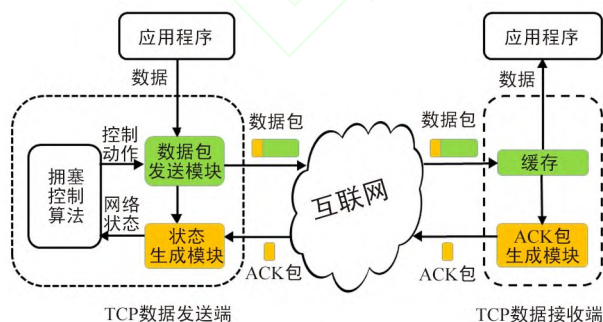 应用程序
应用程序
数据
数据
控制
动作
数据包
发送模块
数据包
数据包
缓存
拥塞
控制
算法
互联网
网络
状态
状态
生成模块
ACK包
ACK包
ACK包
生成模块
TCP数据发送端
TCP数据接收端